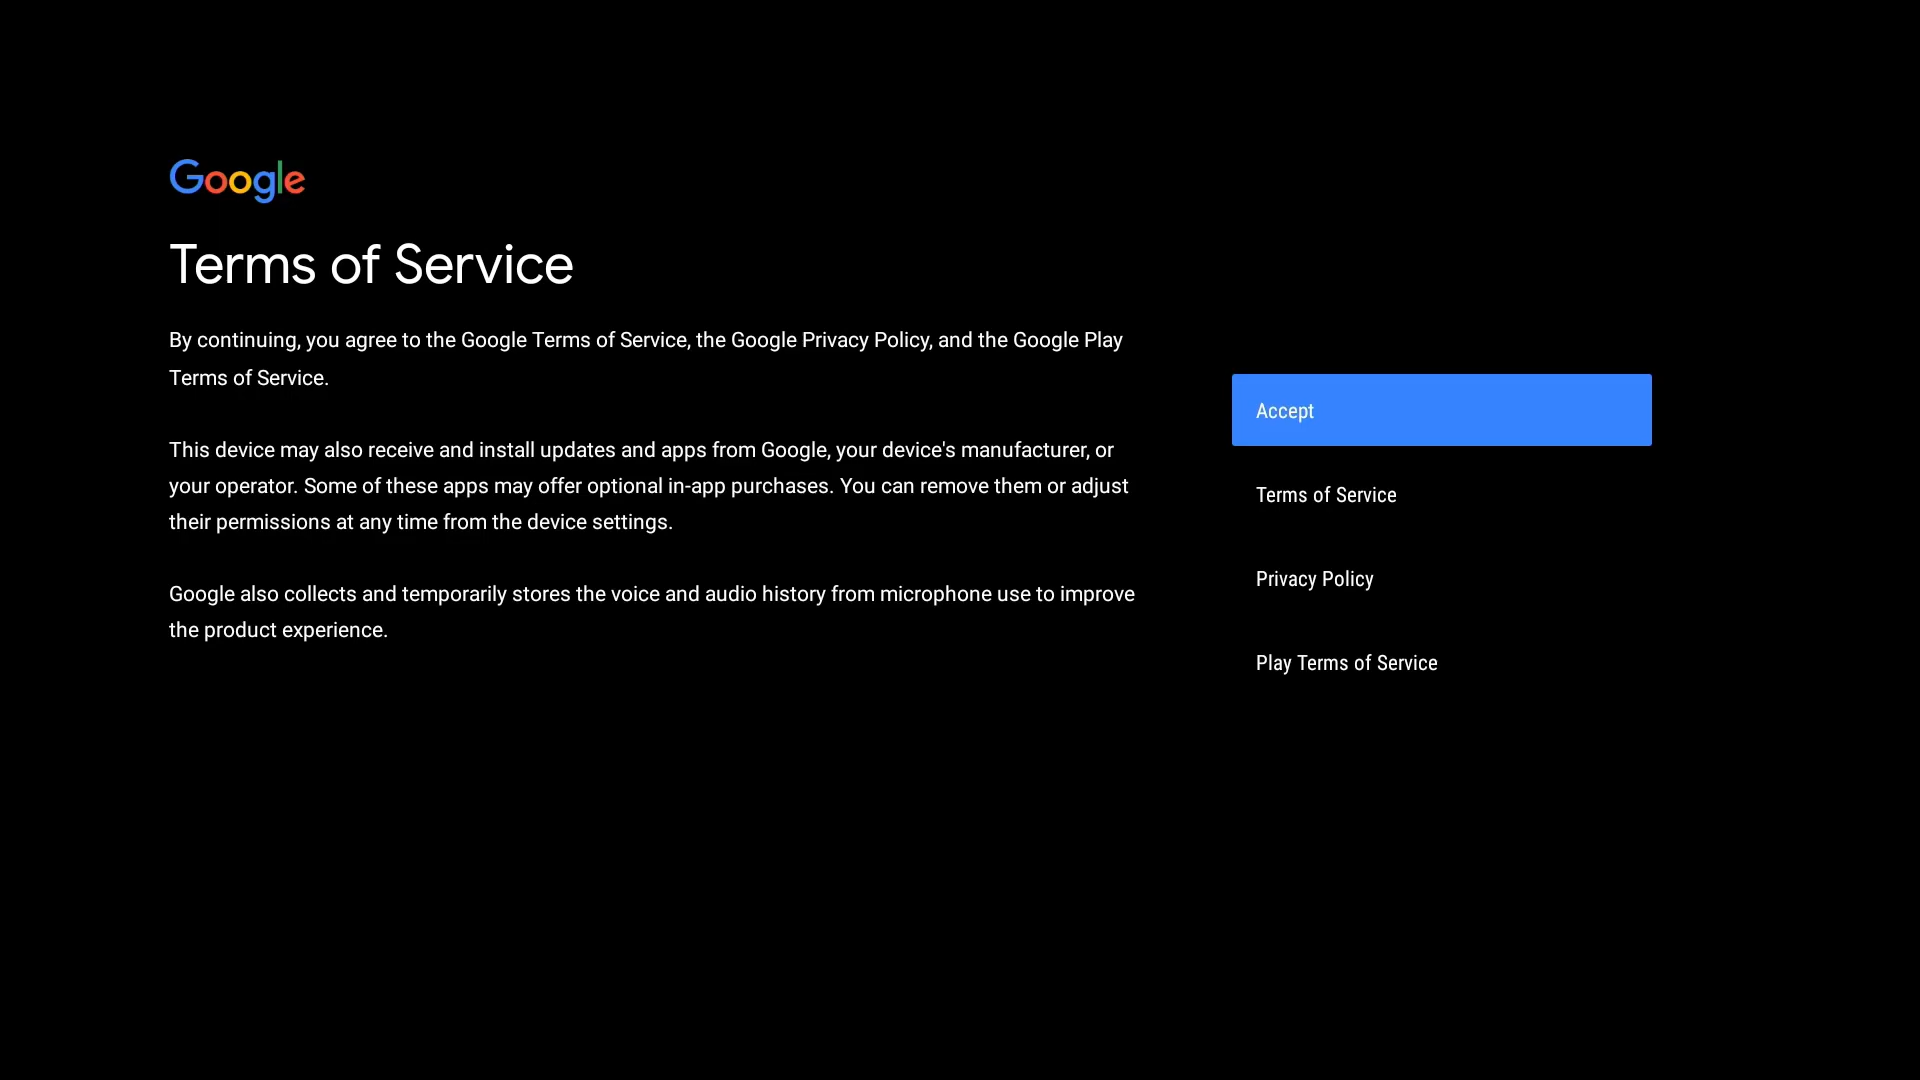 Google
Terms of Service
By continuing, you agree to the Google Terms of Service, the Google Privacy Policy, and the Google Play
Terms of Service.
This device may also receive and install updates and apps from Google, your device's manufacturer, or
your operator. Some of these apps may offer optional in-app purchases. You can remove them or adjust
their permissions at any time from the device settings.
Google also collects and temporarily stores the voice and audio history from microphone use to improve
the product experience.
Accept
Terms of Service
Privacy Policy
Play Terms of Service